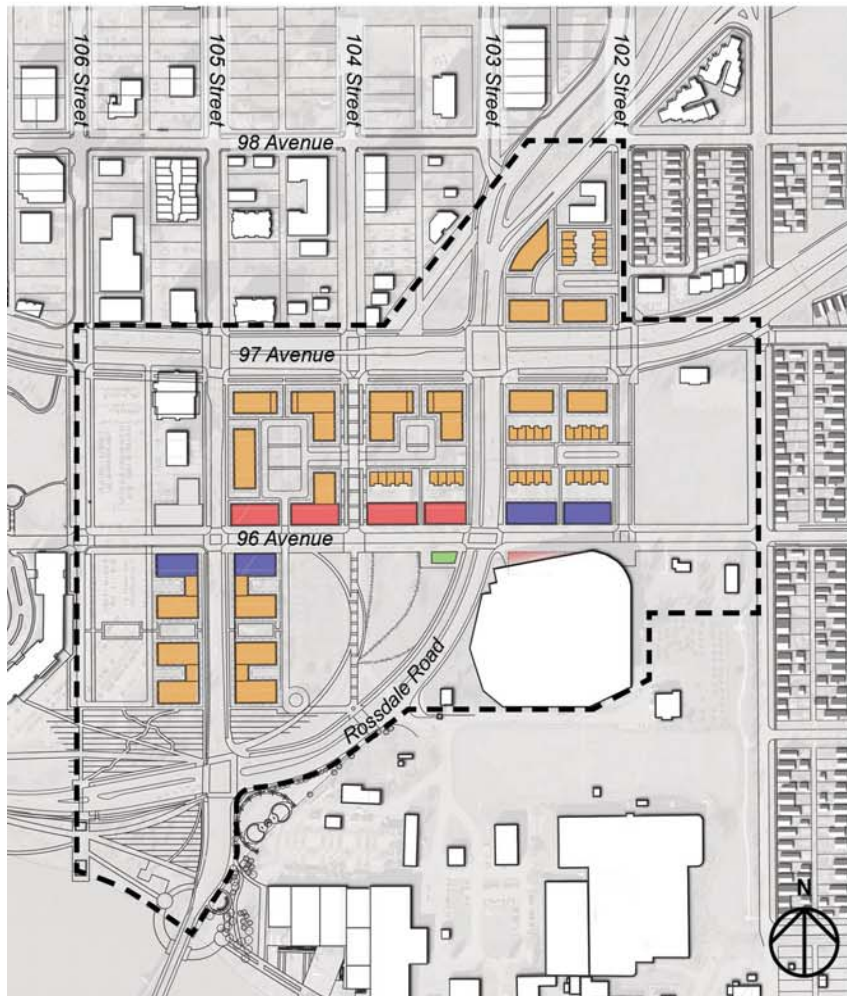 106 Street
105 Street
104 Street
103 Street
102 Street
98 Avenue
97 Avenue
96 Avenue
Rossdale Road
N